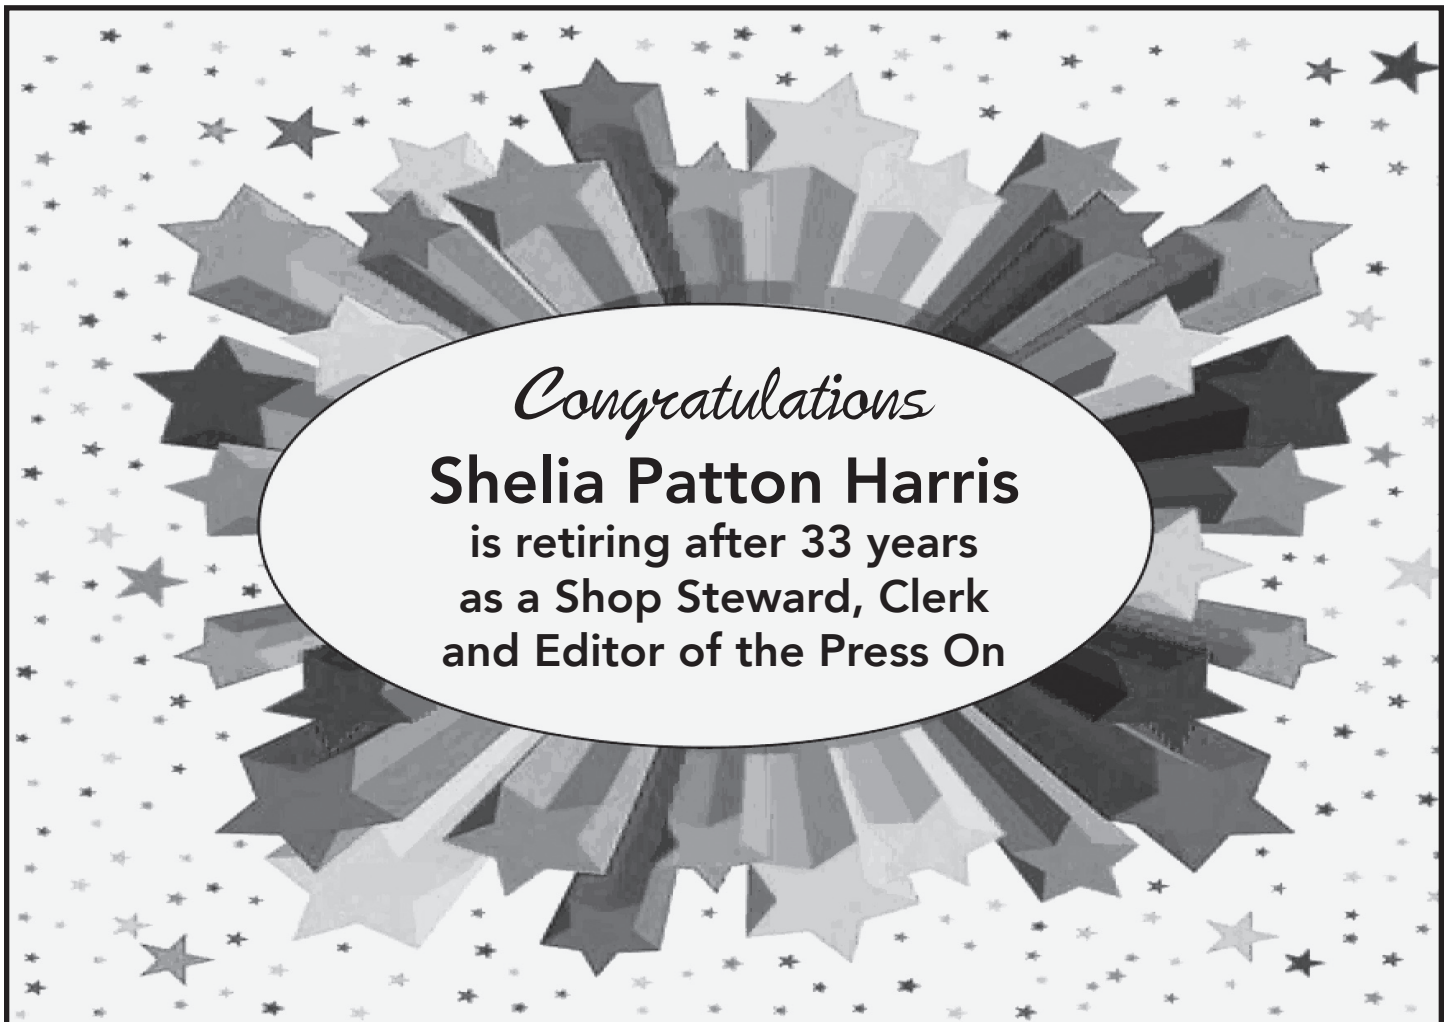 Congratulations
Shelia Patton Harris
is retiring after 33 years
as a Shop Steward, Clerk
and Editor of the Press On